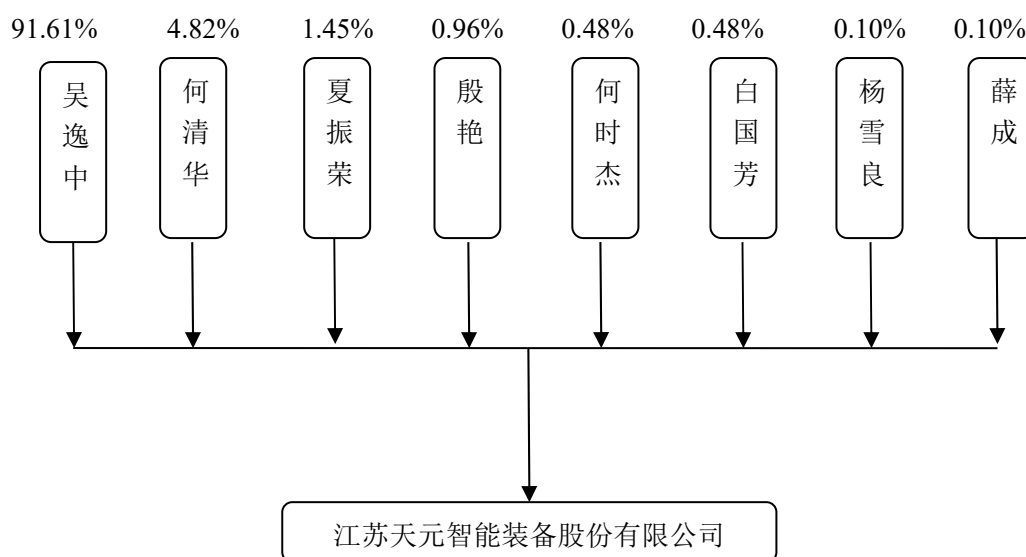 91.61% 4.82% 1.45% 0.96% 0.48% 0.48% 0.10% 0.10%
吴逸中
何清华
夏振荣
殷艳
何时杰
白国芳
杨雪良
薛成
江苏天元智能装备股份有限公司